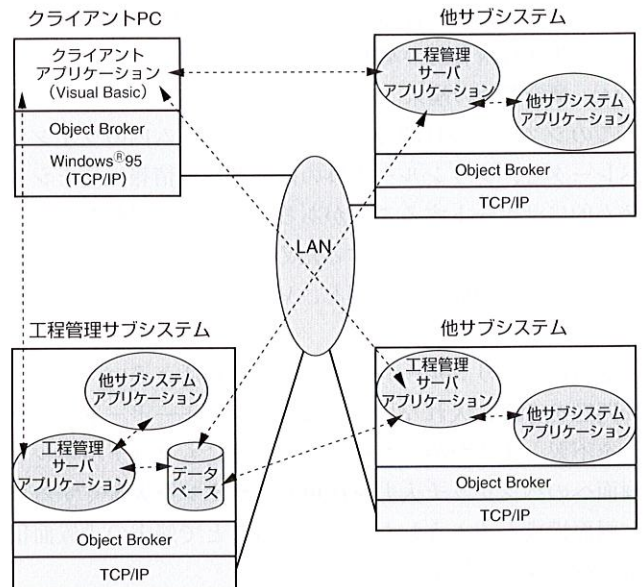 クライアントPC
クライアント
アプリケーション
(Visual Basic)
Object Broker
Windows®95
(TCP/IP)
他サブシステム
工程管理
サーバ
アプリケーション
他サブシステム
アプリケーション
Object Broker
TCP/IP
LAN
工程管理サブシステム
他サブシステム
アプリケーション
工程管理
サーバ
アプリケーション
データ
ベース
Object Broker
TCP/IP
他サブシステム
工程管理
サーバ
アプリケーション
他サブシステム
アプリケーション
Object Broker
TCP/IP